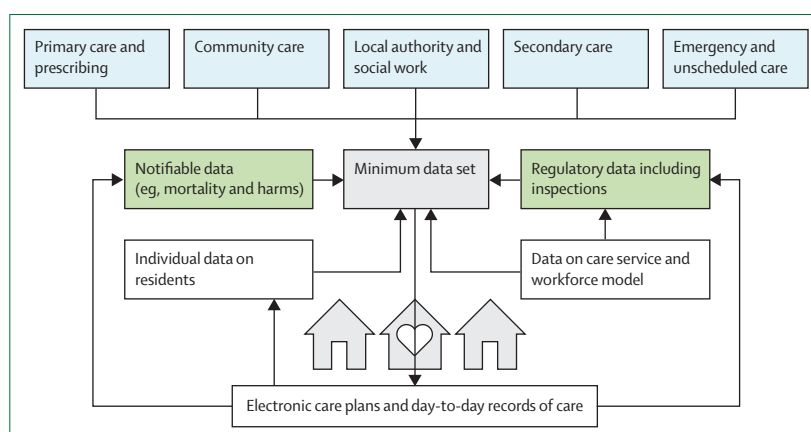 Primary care and
prescribing
Community care
Local authority and
social work
Secondary care
Emergency and
unscheduled care
Notifiable data
(eg, mortality and harms)
Minimum data set
Regulatory data including
inspections
Individual data on
residents
Data on care service and
workforce model
Electronic care plans and day-to-day records of care